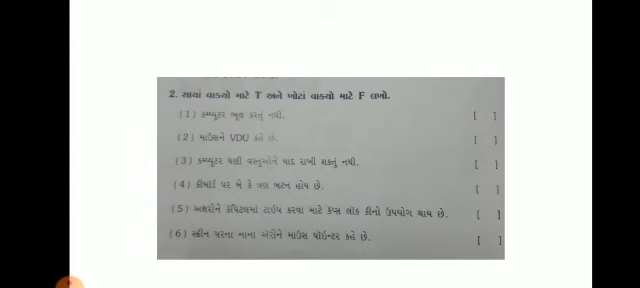 2. સાચાં વાક્યો માટે T અને ખોટાં વાક્યો માટે F લખો.
(1) કમ્પ્યૂટર ભૂલ કરતું નથી. [ ]
(2) માઉસને VDU કહે છે. [ ]
(3) કમ્પ્યૂટર ઘણી વસ્તુઓને યાદ રાખી શકતું નથી. [ ]
(4) કીબોર્ડ પર બે કે ત્રણ બટન હોય છે. [ ]
(5) અક્ષરોને કૅપિટલમાં ટાઇપ કરવા માટે કૅપ્સ લૉક કીનો ઉપયોગ થાય છે. [ ]
(6) સ્ક્રીન પરના નાના ઍરોને માઉસ પૉઇન્ટર કહે છે. [ ]